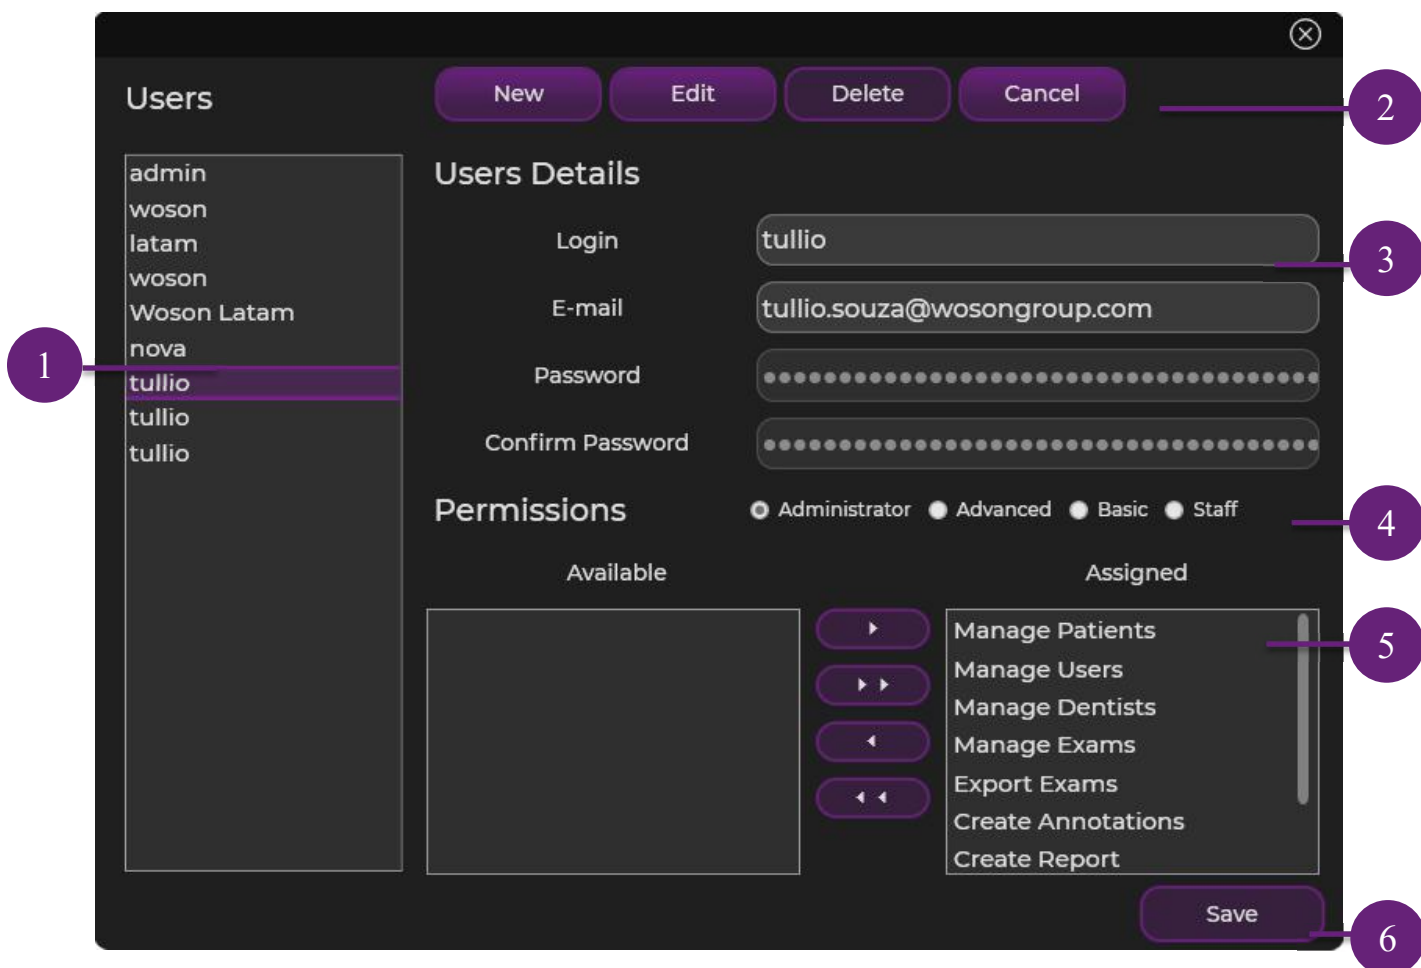 Users
New
Edit
Delete
Cancel
2
admin
woson
latam
woson
Woson Latam
nova
tullio
tullio
tullio
1
Users Details
Login
tullio
3
E-mail
tullio.souza@wosongroup.com
Password
Confirm Password
Permissions
Administrator
Advanced
Basic
Staff
4
Available
Assigned
Manage Patients
Manage Users
Manage Dentists
Manage Exams
Export Exams
Create Annotations
Create Report
5
Save
6